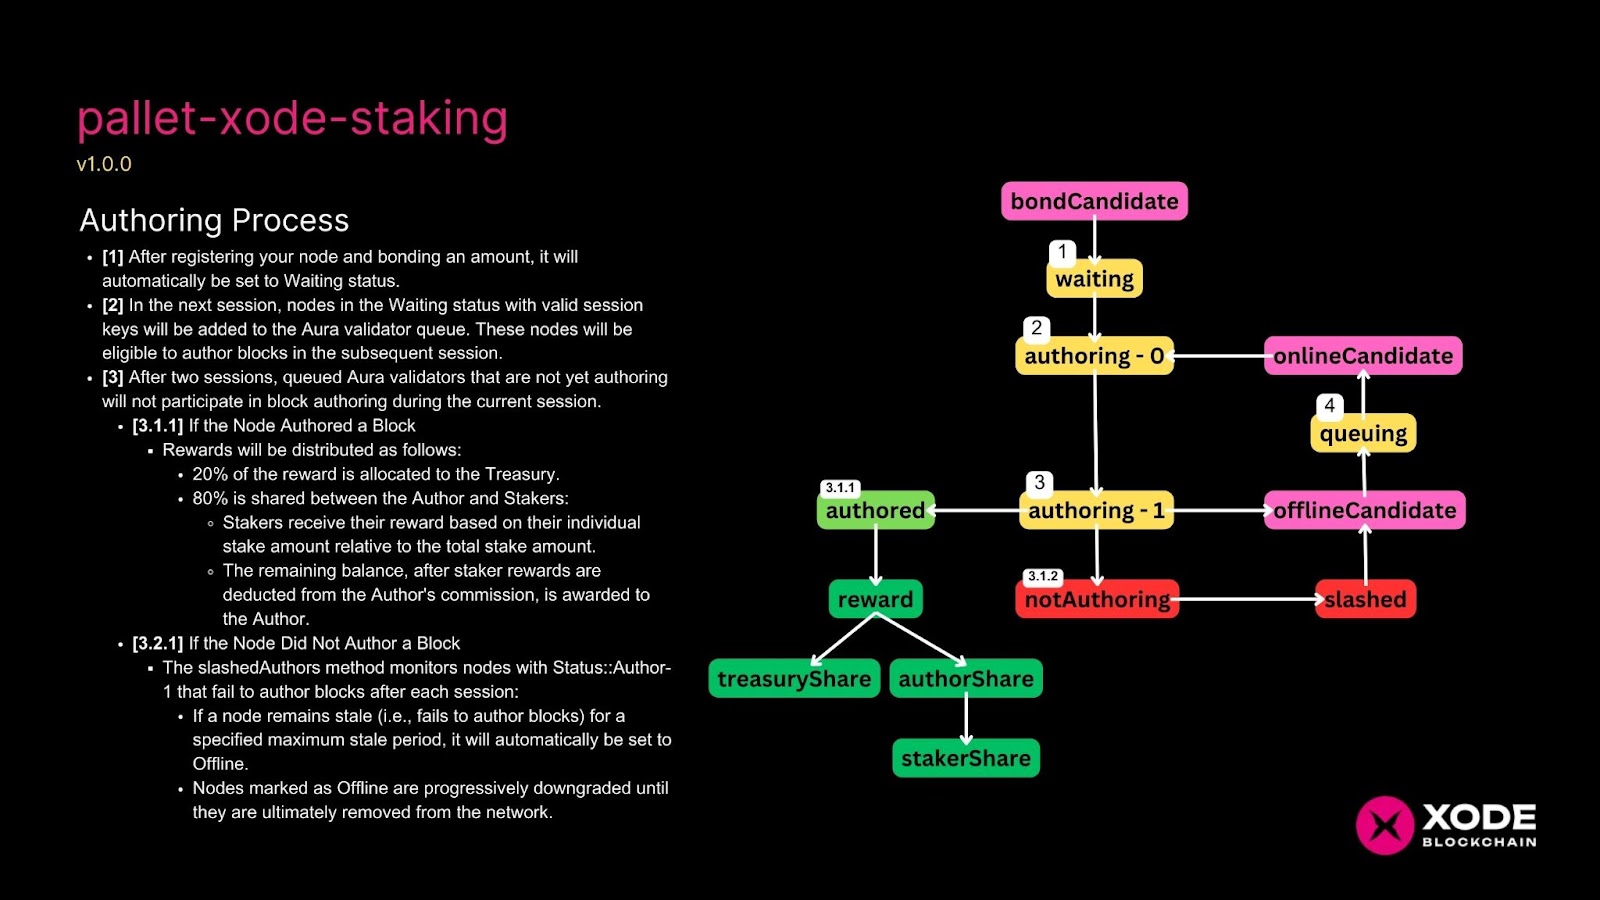 pallet-xode-staking
v1.0.0
Authoring Process
• [1] After registering your node and bonding an amount, it will
automatically be set to Waiting status.
• [2] In the next session, nodes in the Waiting status with valid session
keys will be added to the Aura validator queue. These nodes will be
eligible to author blocks in the subsequent session.
• [3] After two sessions, queued Aura validators that are not yet authoring
will not participate in block authoring during the current session.
• [3.1.1] If the Node Authored a Block
▪ Rewards will be distributed as follows:
• 20% of the reward is allocated to the Treasury.
• 80% is shared between the Author and Stakers:
◦ Stakers receive their reward based on their individual
stake amount relative to the total stake amount.
◦ The remaining balance, after staker rewards are
deducted from the Author's commission, is awarded to
the Author.
• [3.2.1] If the Node Did Not Author a Block
▪ The slashedAuthors method monitors nodes with Status::Author-
1 that fail to author blocks after each session:
• If a node remains stale (i.e., fails to author blocks) for a
specified maximum stale period, it will automatically be set to
Offline.
• Nodes marked as Offline are progressively downgraded until
they are ultimately removed from the network.
bondCandidate
1
waiting
2
authoring - 0
onlineCandidate
4
queuing
3.1.1
authored
3
authoring - 1
offlineCandidate
reward
3.1.2
notAuthoring
slashed
treasuryShare
authorShare
stakerShare
XODE
BLOCKCHAIN